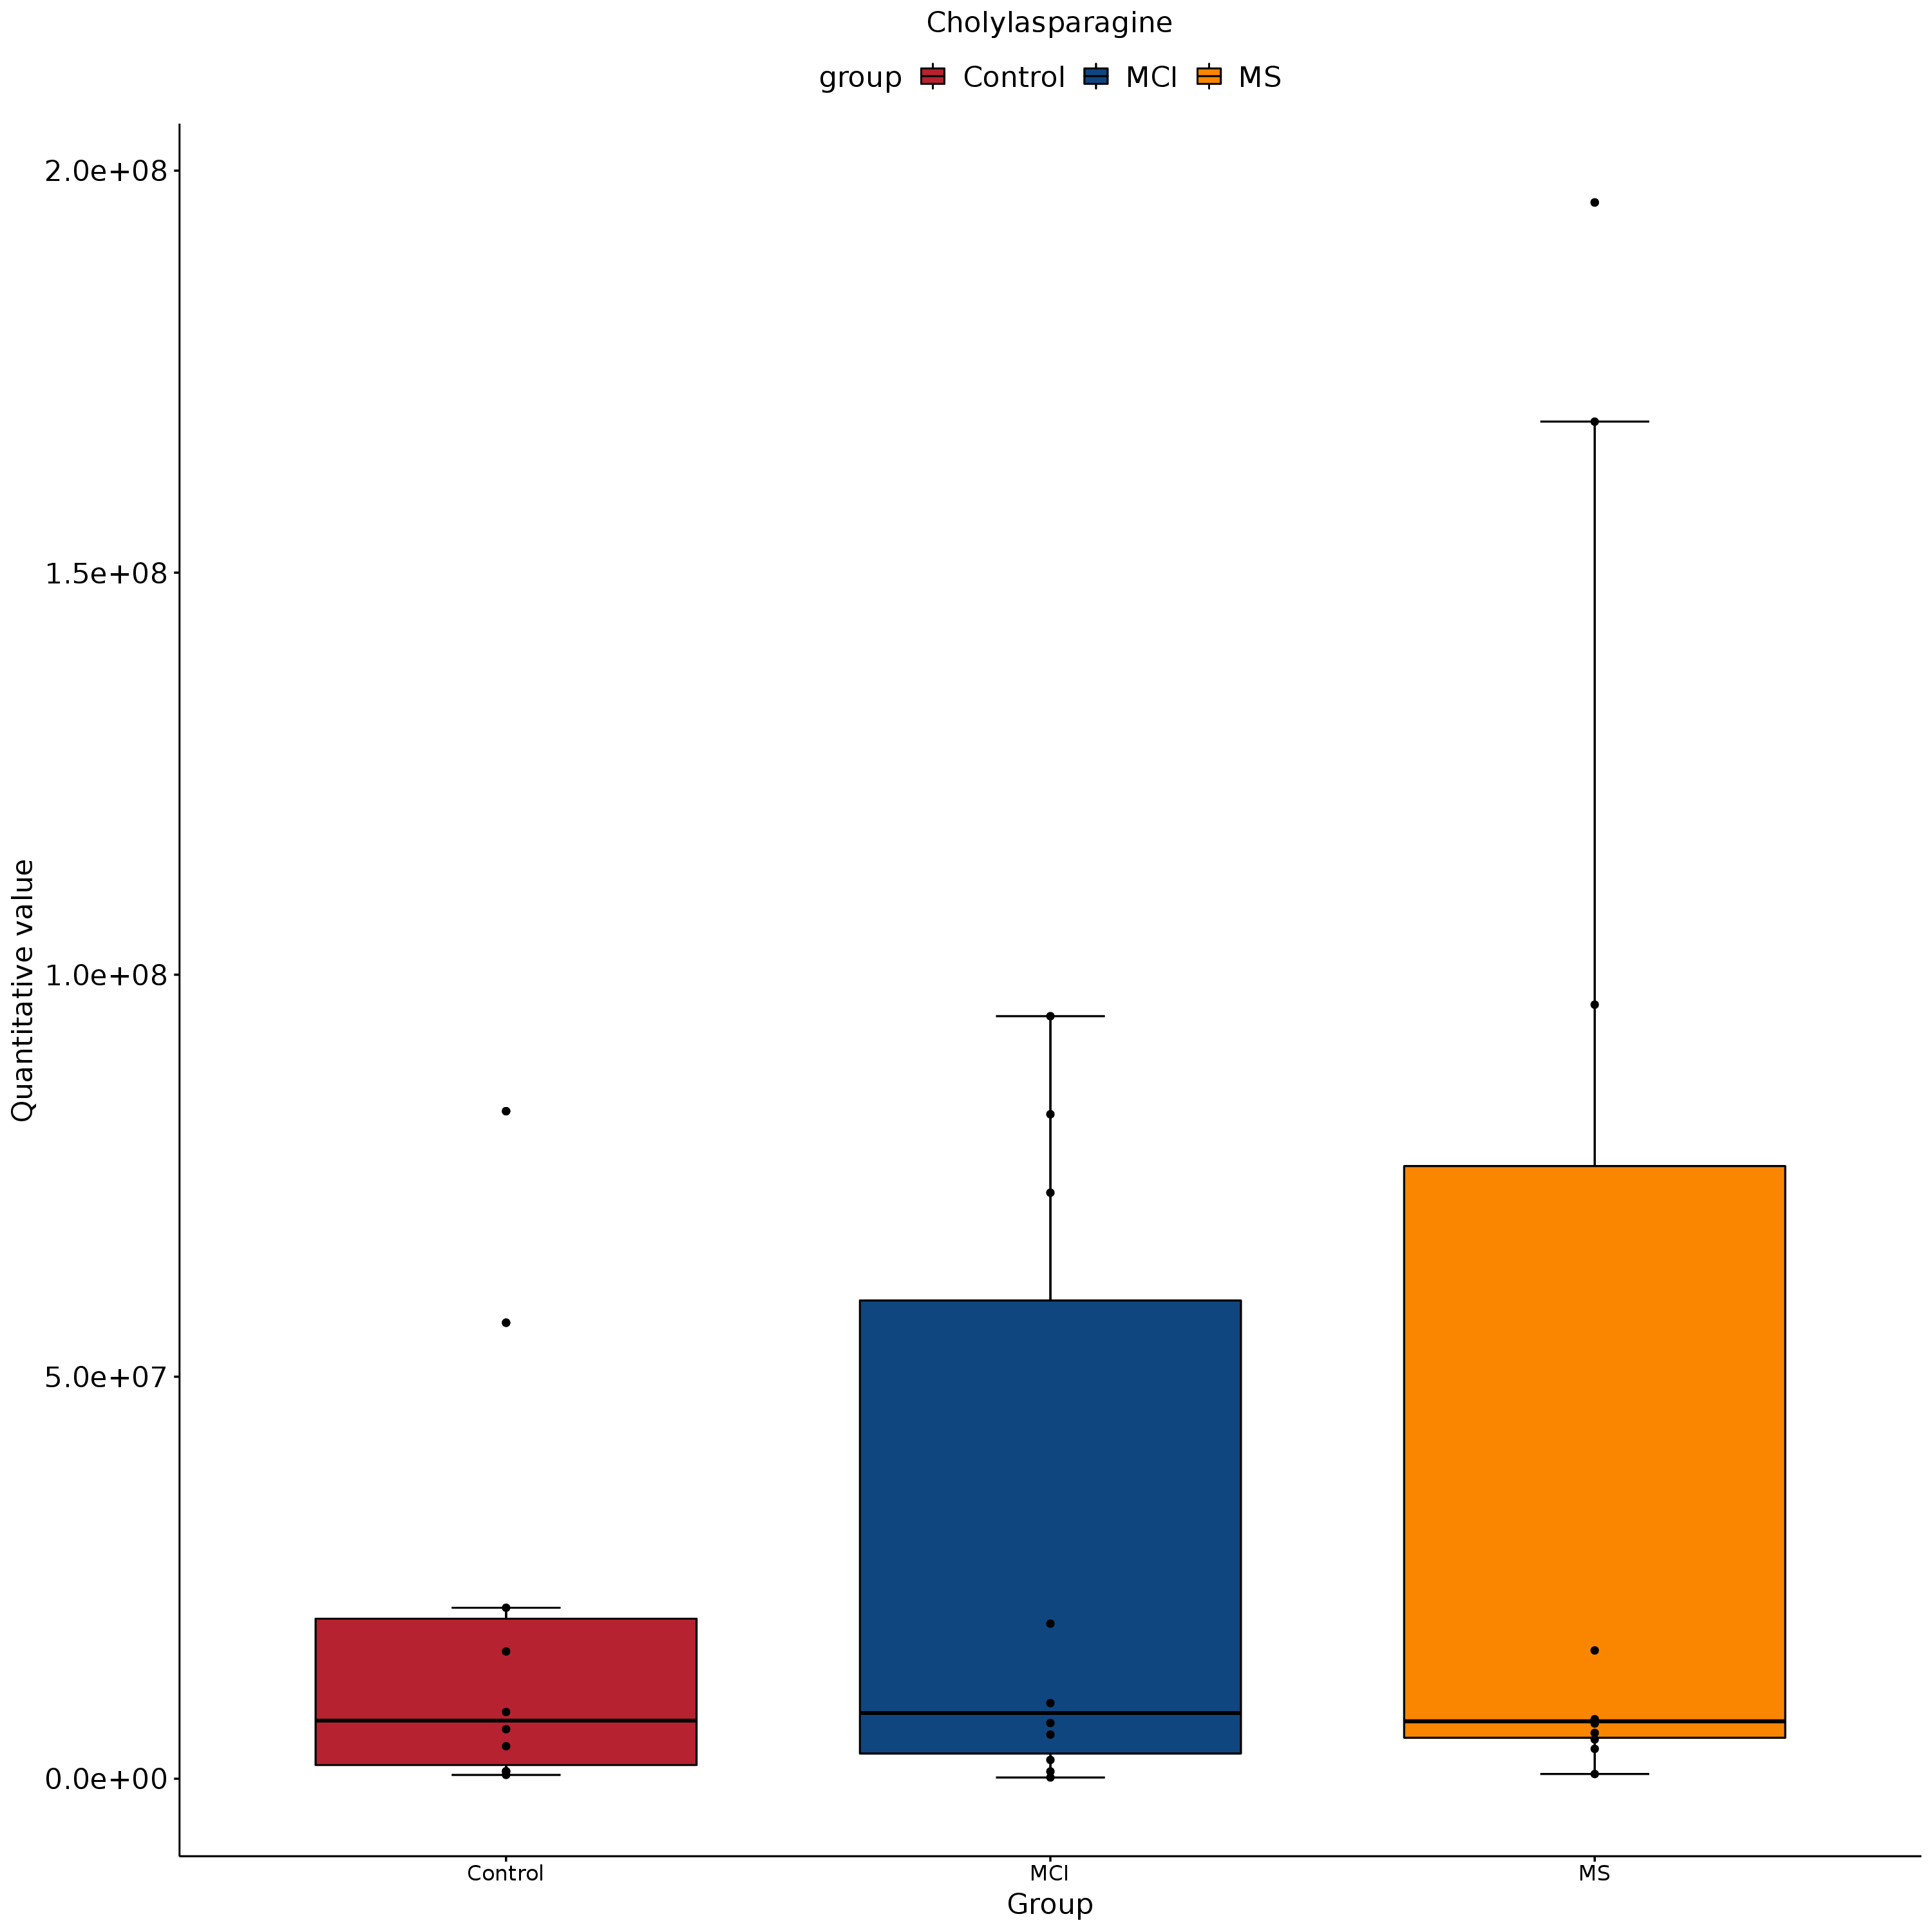 Cholylasparagine
group Control MCI MS
2.0e+08
1.5e+08
1.0e+08
5.0e+07
0.0e+00
Quantitative value
Control MCI MS
Group